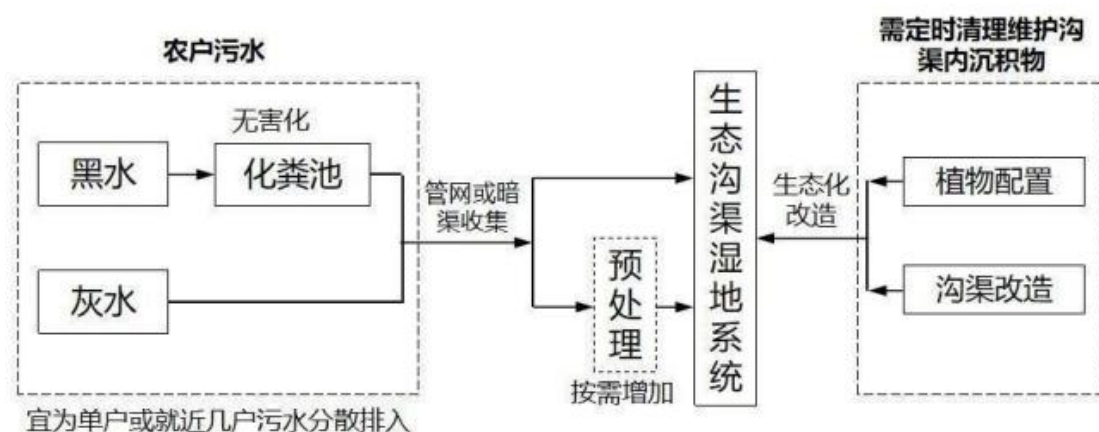 农户污水
需定时清理维护沟
渠内沉积物
无害化
黑水
化粪池
灰水
管网或暗
渠收集
预
处
理
按需增加
生
态
沟
渠
湿
地
系
统
生态化
改造
植物配置
沟渠改造
宜为单户或就近几户污水分散排入